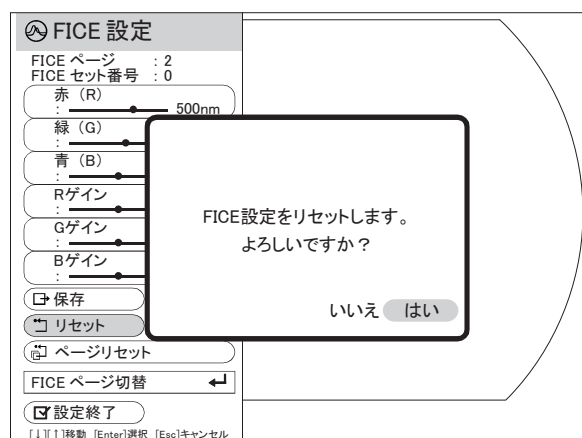 FICE 設定
FICE ページ : 2
FICE セット番号 : 0
赤 (R)
: 500nm
緑 (G)
:
青 (B)
:
Rゲイン
:
Gゲイン
:
Bゲイン
:
保存
リセット
ページリセット
FICE ページ切替
設定終了
[↓][↑]移動 [Enter]選択 [Esc]キャンセル
FICE設定をリセットします。
よろしいですか?
いいえ はい